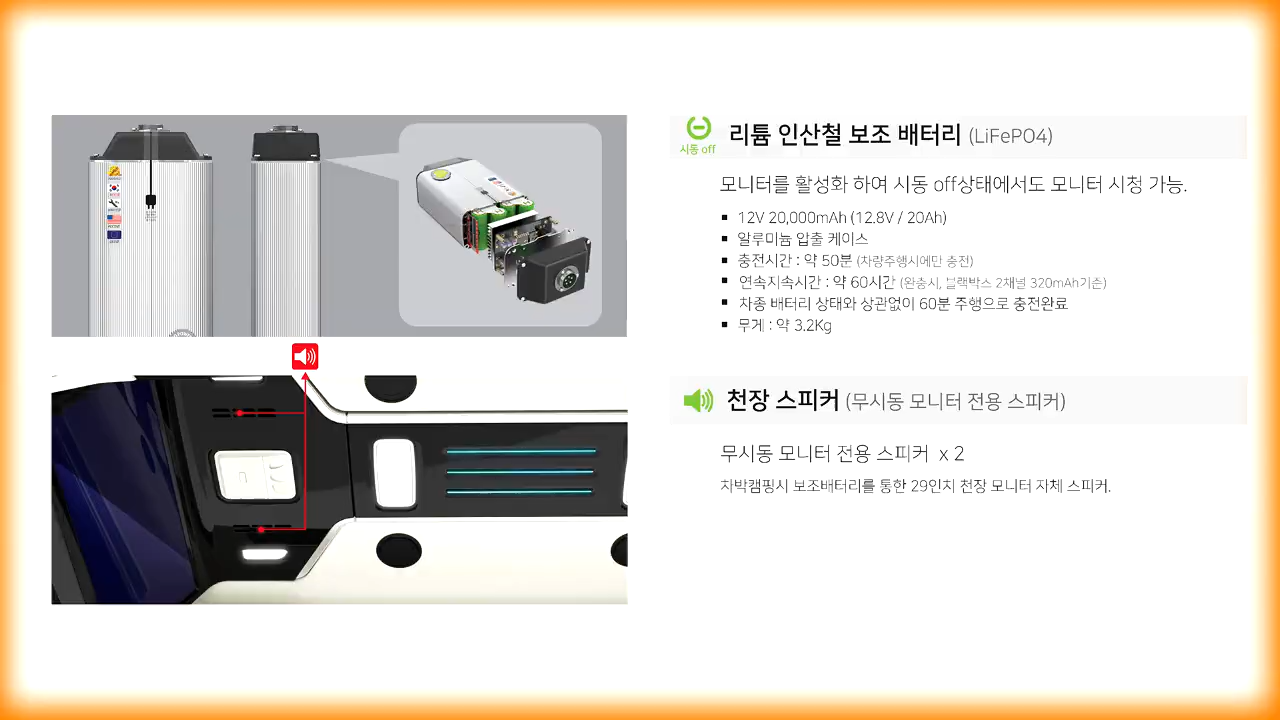 시동 off
리튬 인산철 보조 배터리 (LiFePO4)
모니터를 활성화 하여 시동 off상태에서도 모니터 시청 가능.
▪ 12V 20,000mAh (12.8V / 20Ah)
▪ 알루미늄 압출 케이스
▪ 충전시간 : 약 50분 (차량주행시에만 충전)
▪ 연속지속시간 : 약 60시간 (완충시, 블랙박스 2채널 320mAh기준)
▪ 차종 배터리 상태와 상관없이 60분 주행으로 충전완료
▪ 무게 : 약 3.2Kg
천장 스피커 (무시동 모니터 전용 스피커)
무시동 모니터 전용 스피커 x 2
차박캠핑시 보조배터리를 통한 29인치 천장 모니터 자체 스피커.